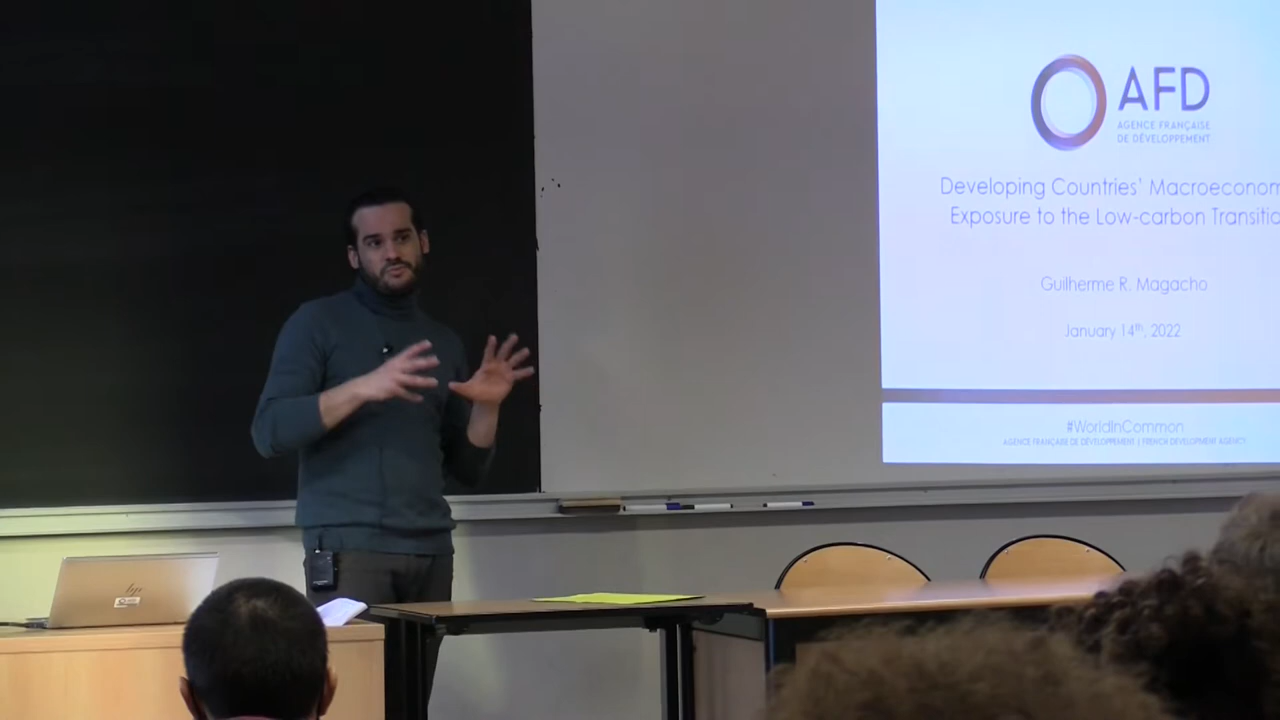 AFD
AGENCE FRANÇAISE
DE DÉVELOPPEMENT
Developing Countries' Macroeconom
Exposure to the Low-carbon Transitio
Guilherme R. Magacho
January 14th, 2022
#WorldInCommon
AGENCE FRANÇAISE DE DÉVELOPPEMENT | FRENCH DEVELOPMENT AGENCY
hp